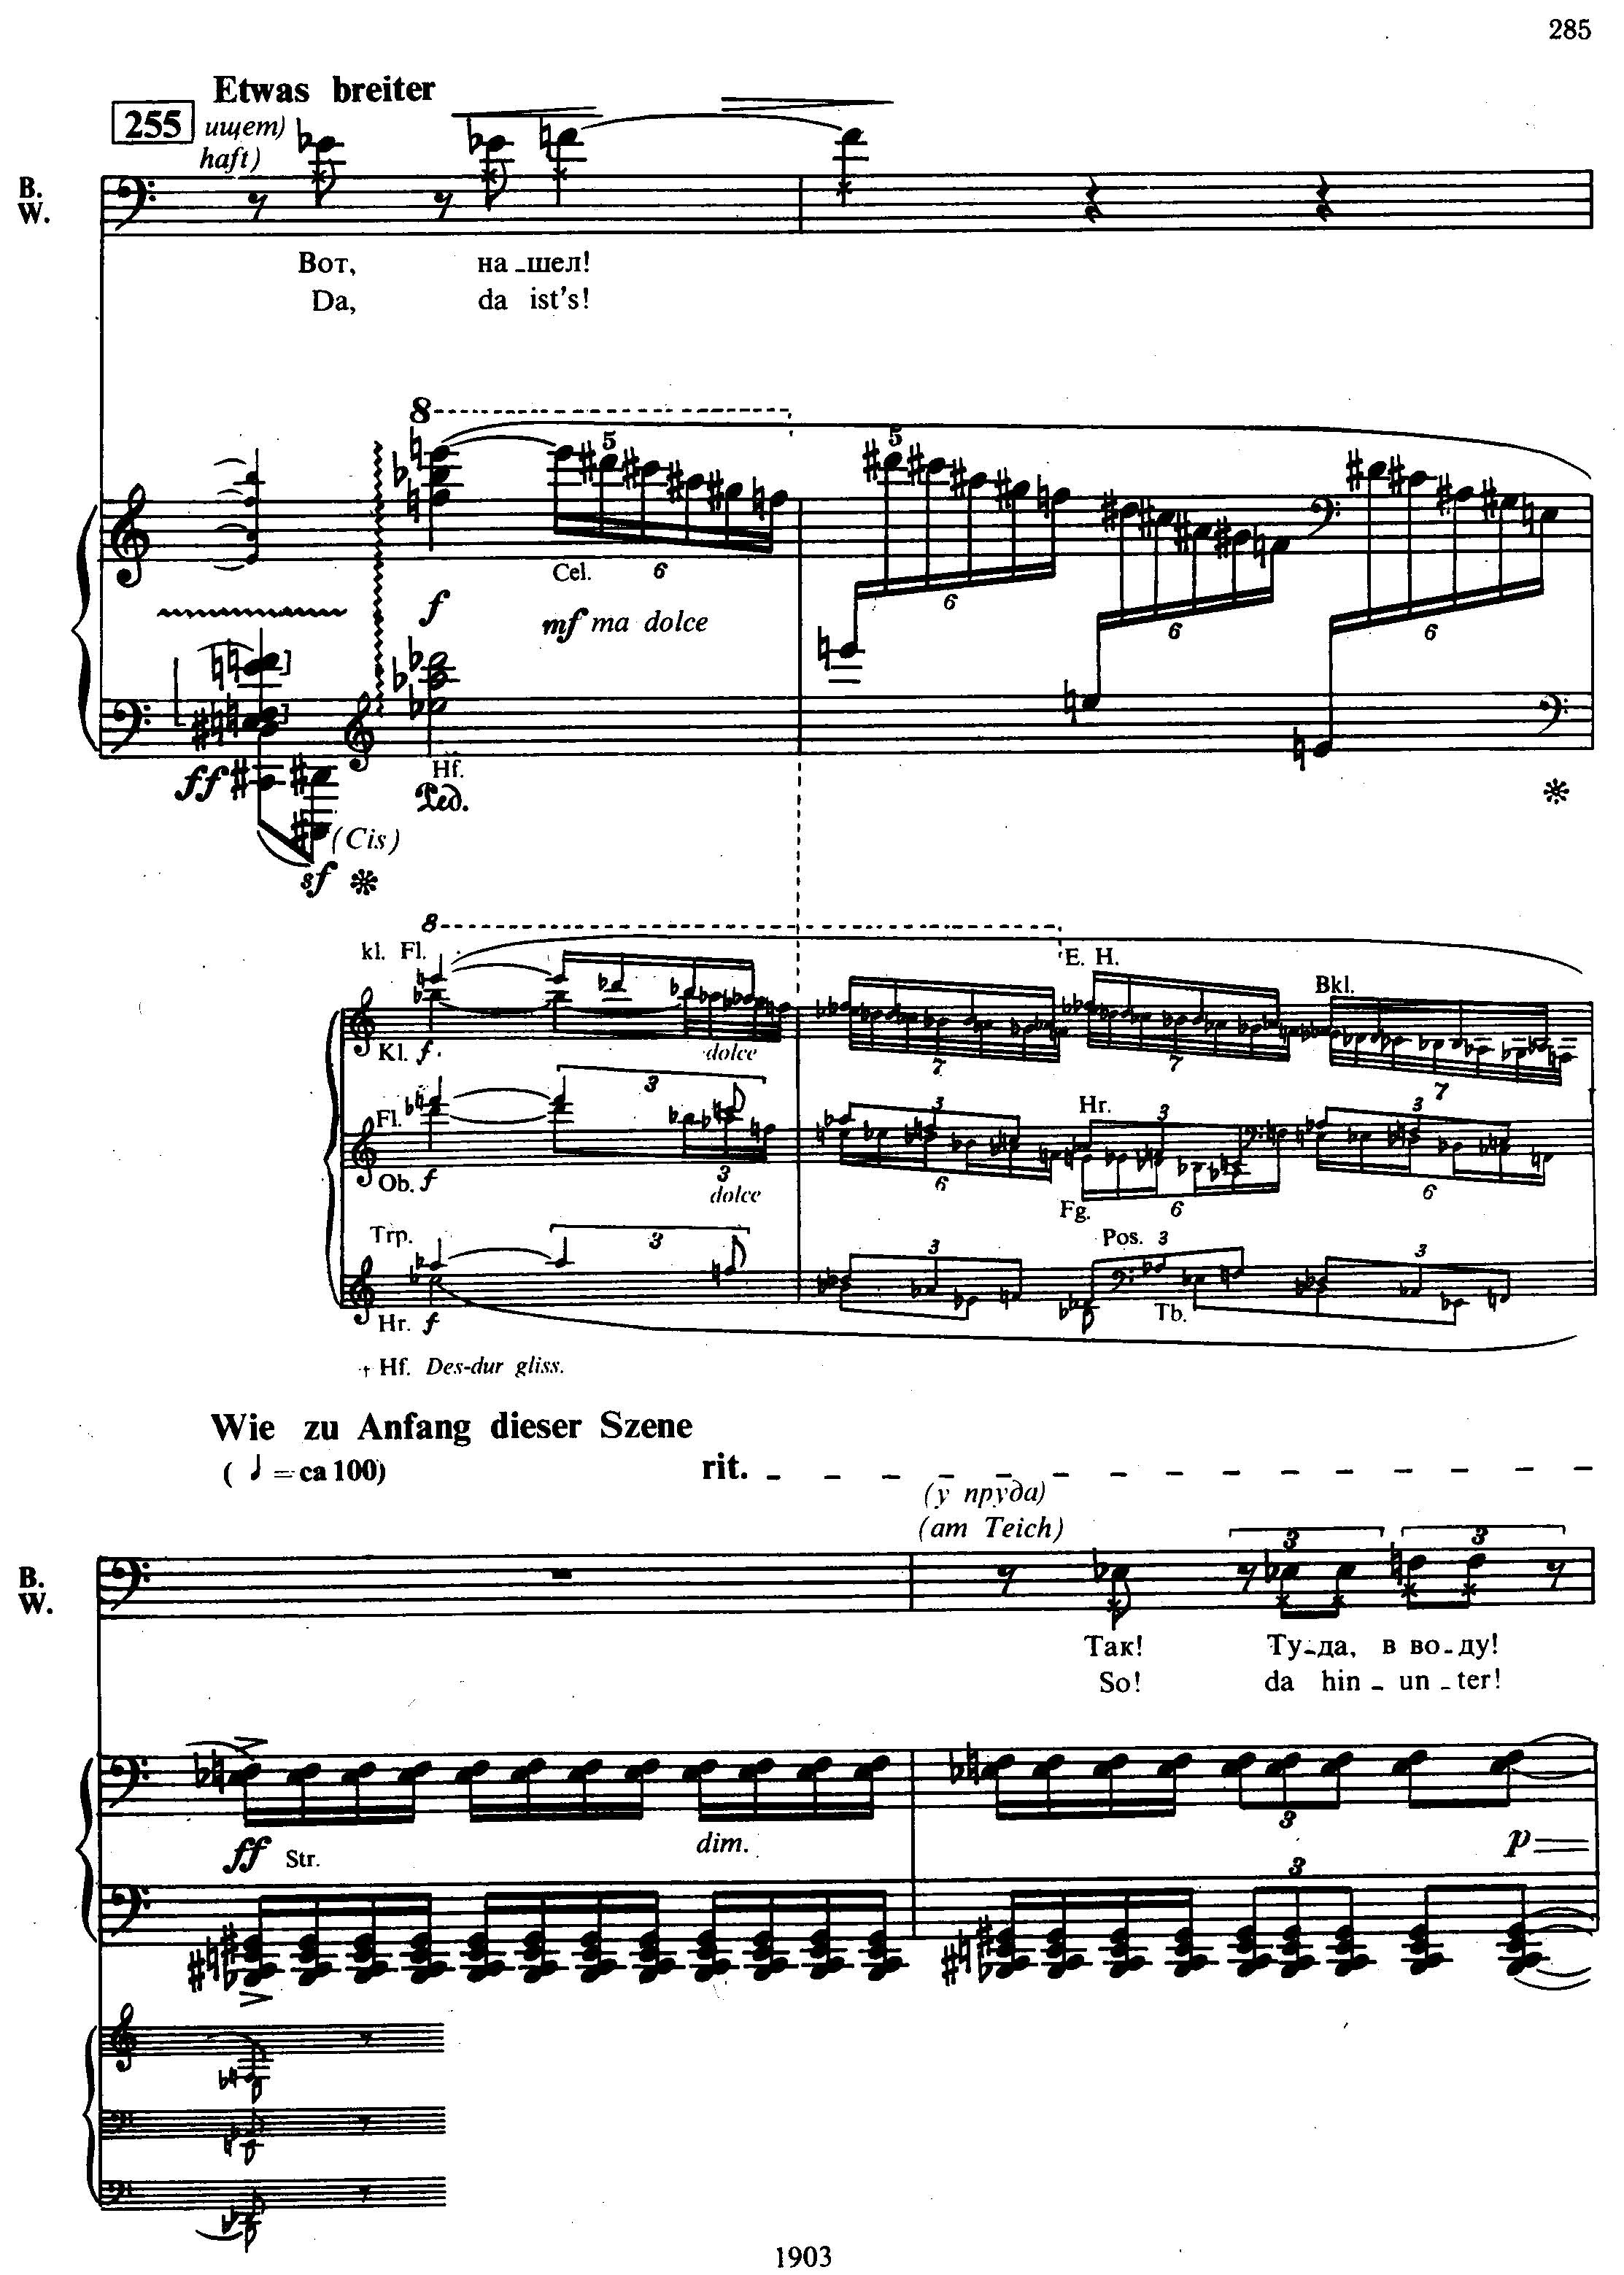 285
Etwas breiter
255 ищет)
haft)
B.
W.
Вот, на - шел!
Da, da ist's!
8
5 5
Cel. 6
f
mf ma dolce
6 6 6
ff
Hf.
Ped.
(Cis)
sf
8
kl. Fl.
E. H.
Bkl.
Kl. f
dolce
7 7 7
3
Fl.
3 Hr. 3 3
Ob. f
3
dolce
6
Fg.
6 6
Trp.
3
3
Pos. 3
3
Hr. f
Tb.
+ Hf. Des-dur gliss.
Wie zu Anfang dieser Szene
( ♩ = ca 100)
rit.
(у пруда)
(am Teich)
B.
W.
3 3
Так! Ту-да, в во-ду!
So! da hin - un - ter!
3
ff Str.
dim.
p
3
1903